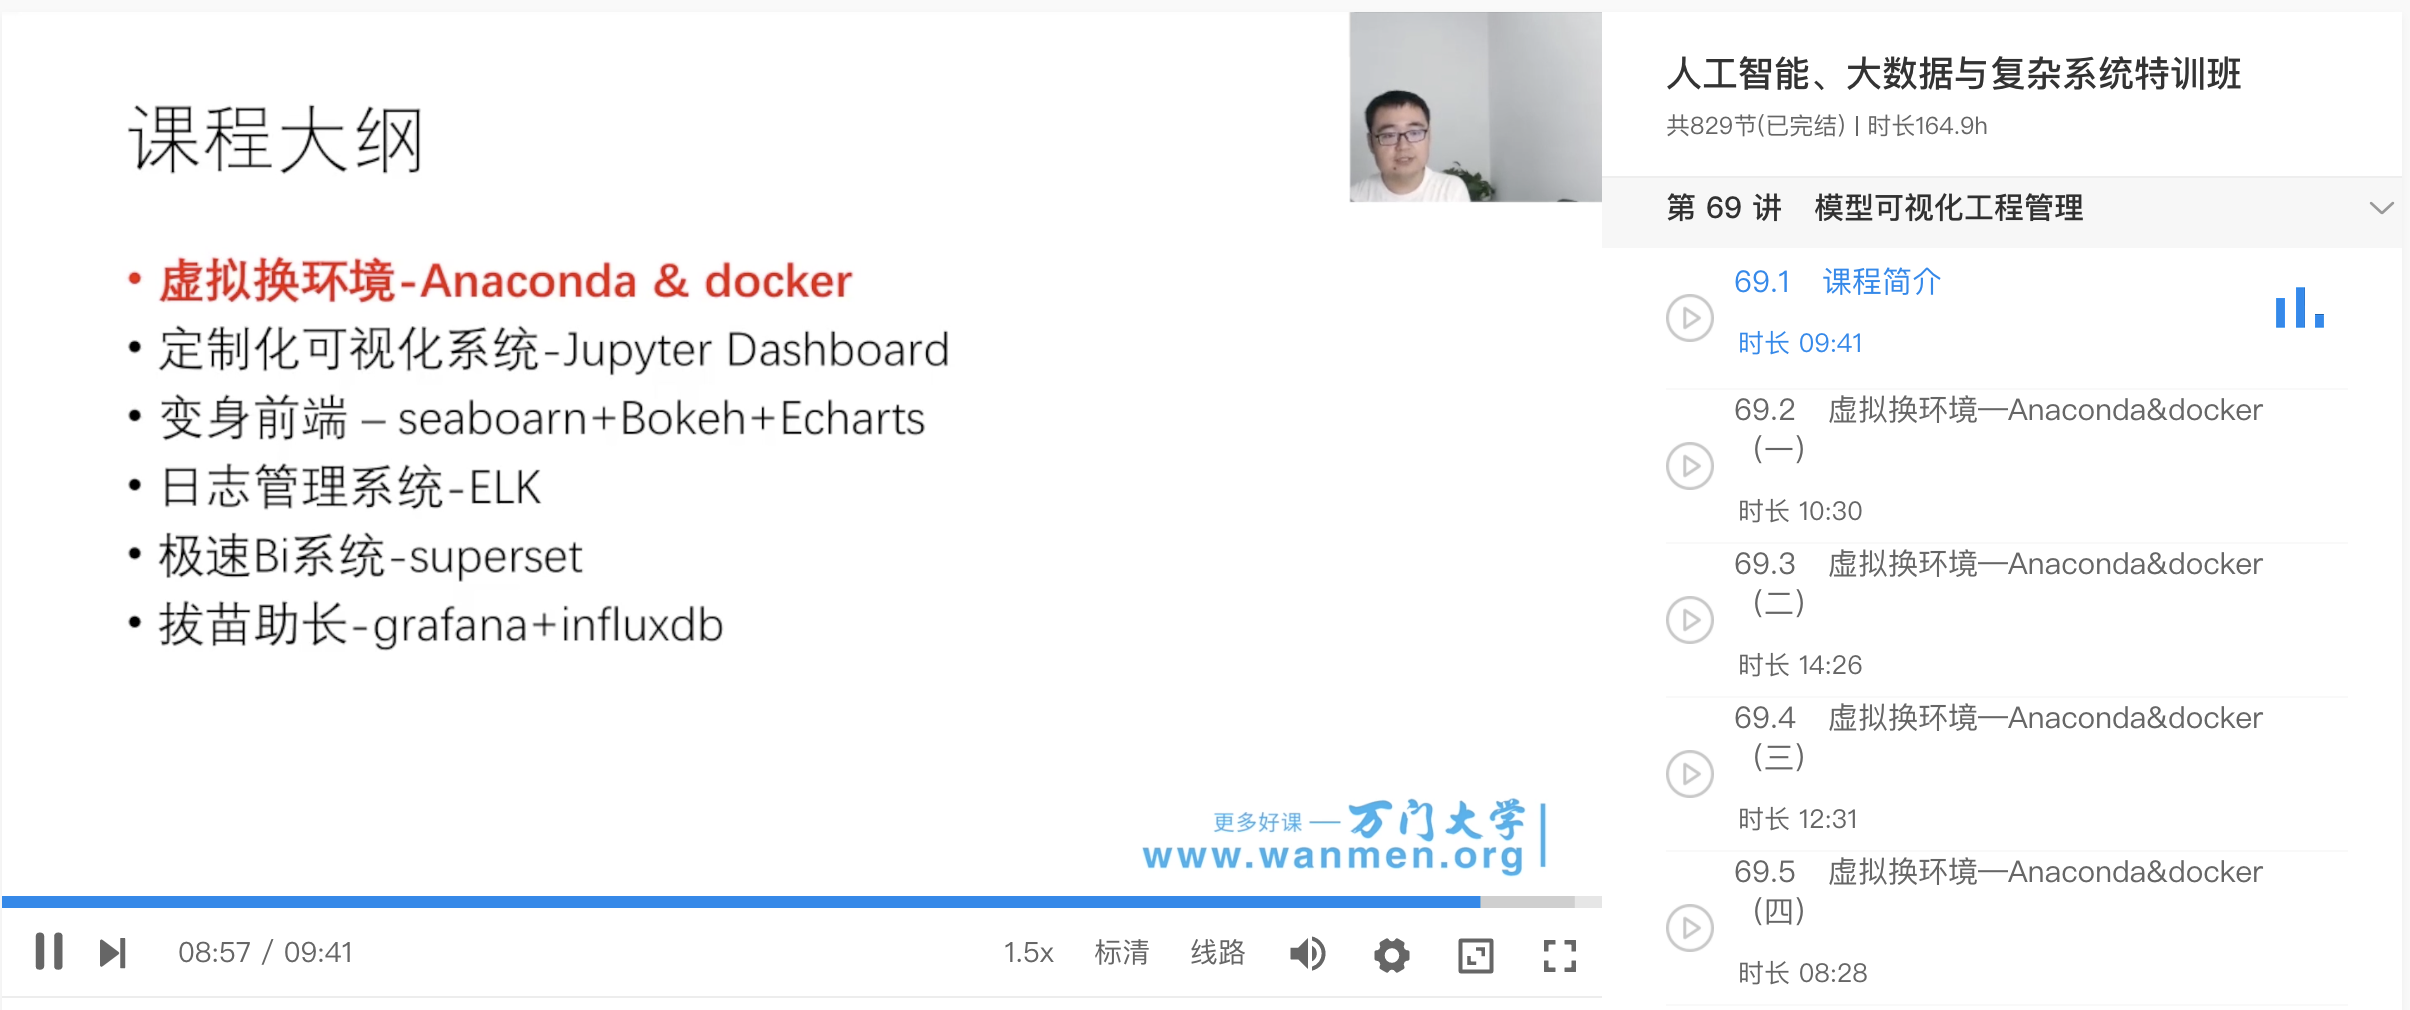 课程大纲
• 虚拟换环境-Anaconda & docker
• 定制化可视化系统-Jupyter Dashboard
• 变身前端 – seaboarn+Bokeh+Echarts
• 日志管理系统-ELK
• 极速Bi系统-superset
• 拔苗助长-grafana+influxdb
更多好课 — 万门大学
www.wanmen.org
08:57 / 09:41
1.5x 标清 线路
人工智能、大数据与复杂系统特训班
共829节(已完结) | 时长164.9h
第 69 讲 模型可视化工程管理
69.1 课程简介
时长 09:41
69.2 虚拟换环境—Anaconda&docker
（一）
时长 10:30
69.3 虚拟换环境—Anaconda&docker
（二）
时长 14:26
69.4 虚拟换环境—Anaconda&docker
（三）
时长 12:31
69.5 虚拟换环境—Anaconda&docker
（四）
时长 08:28